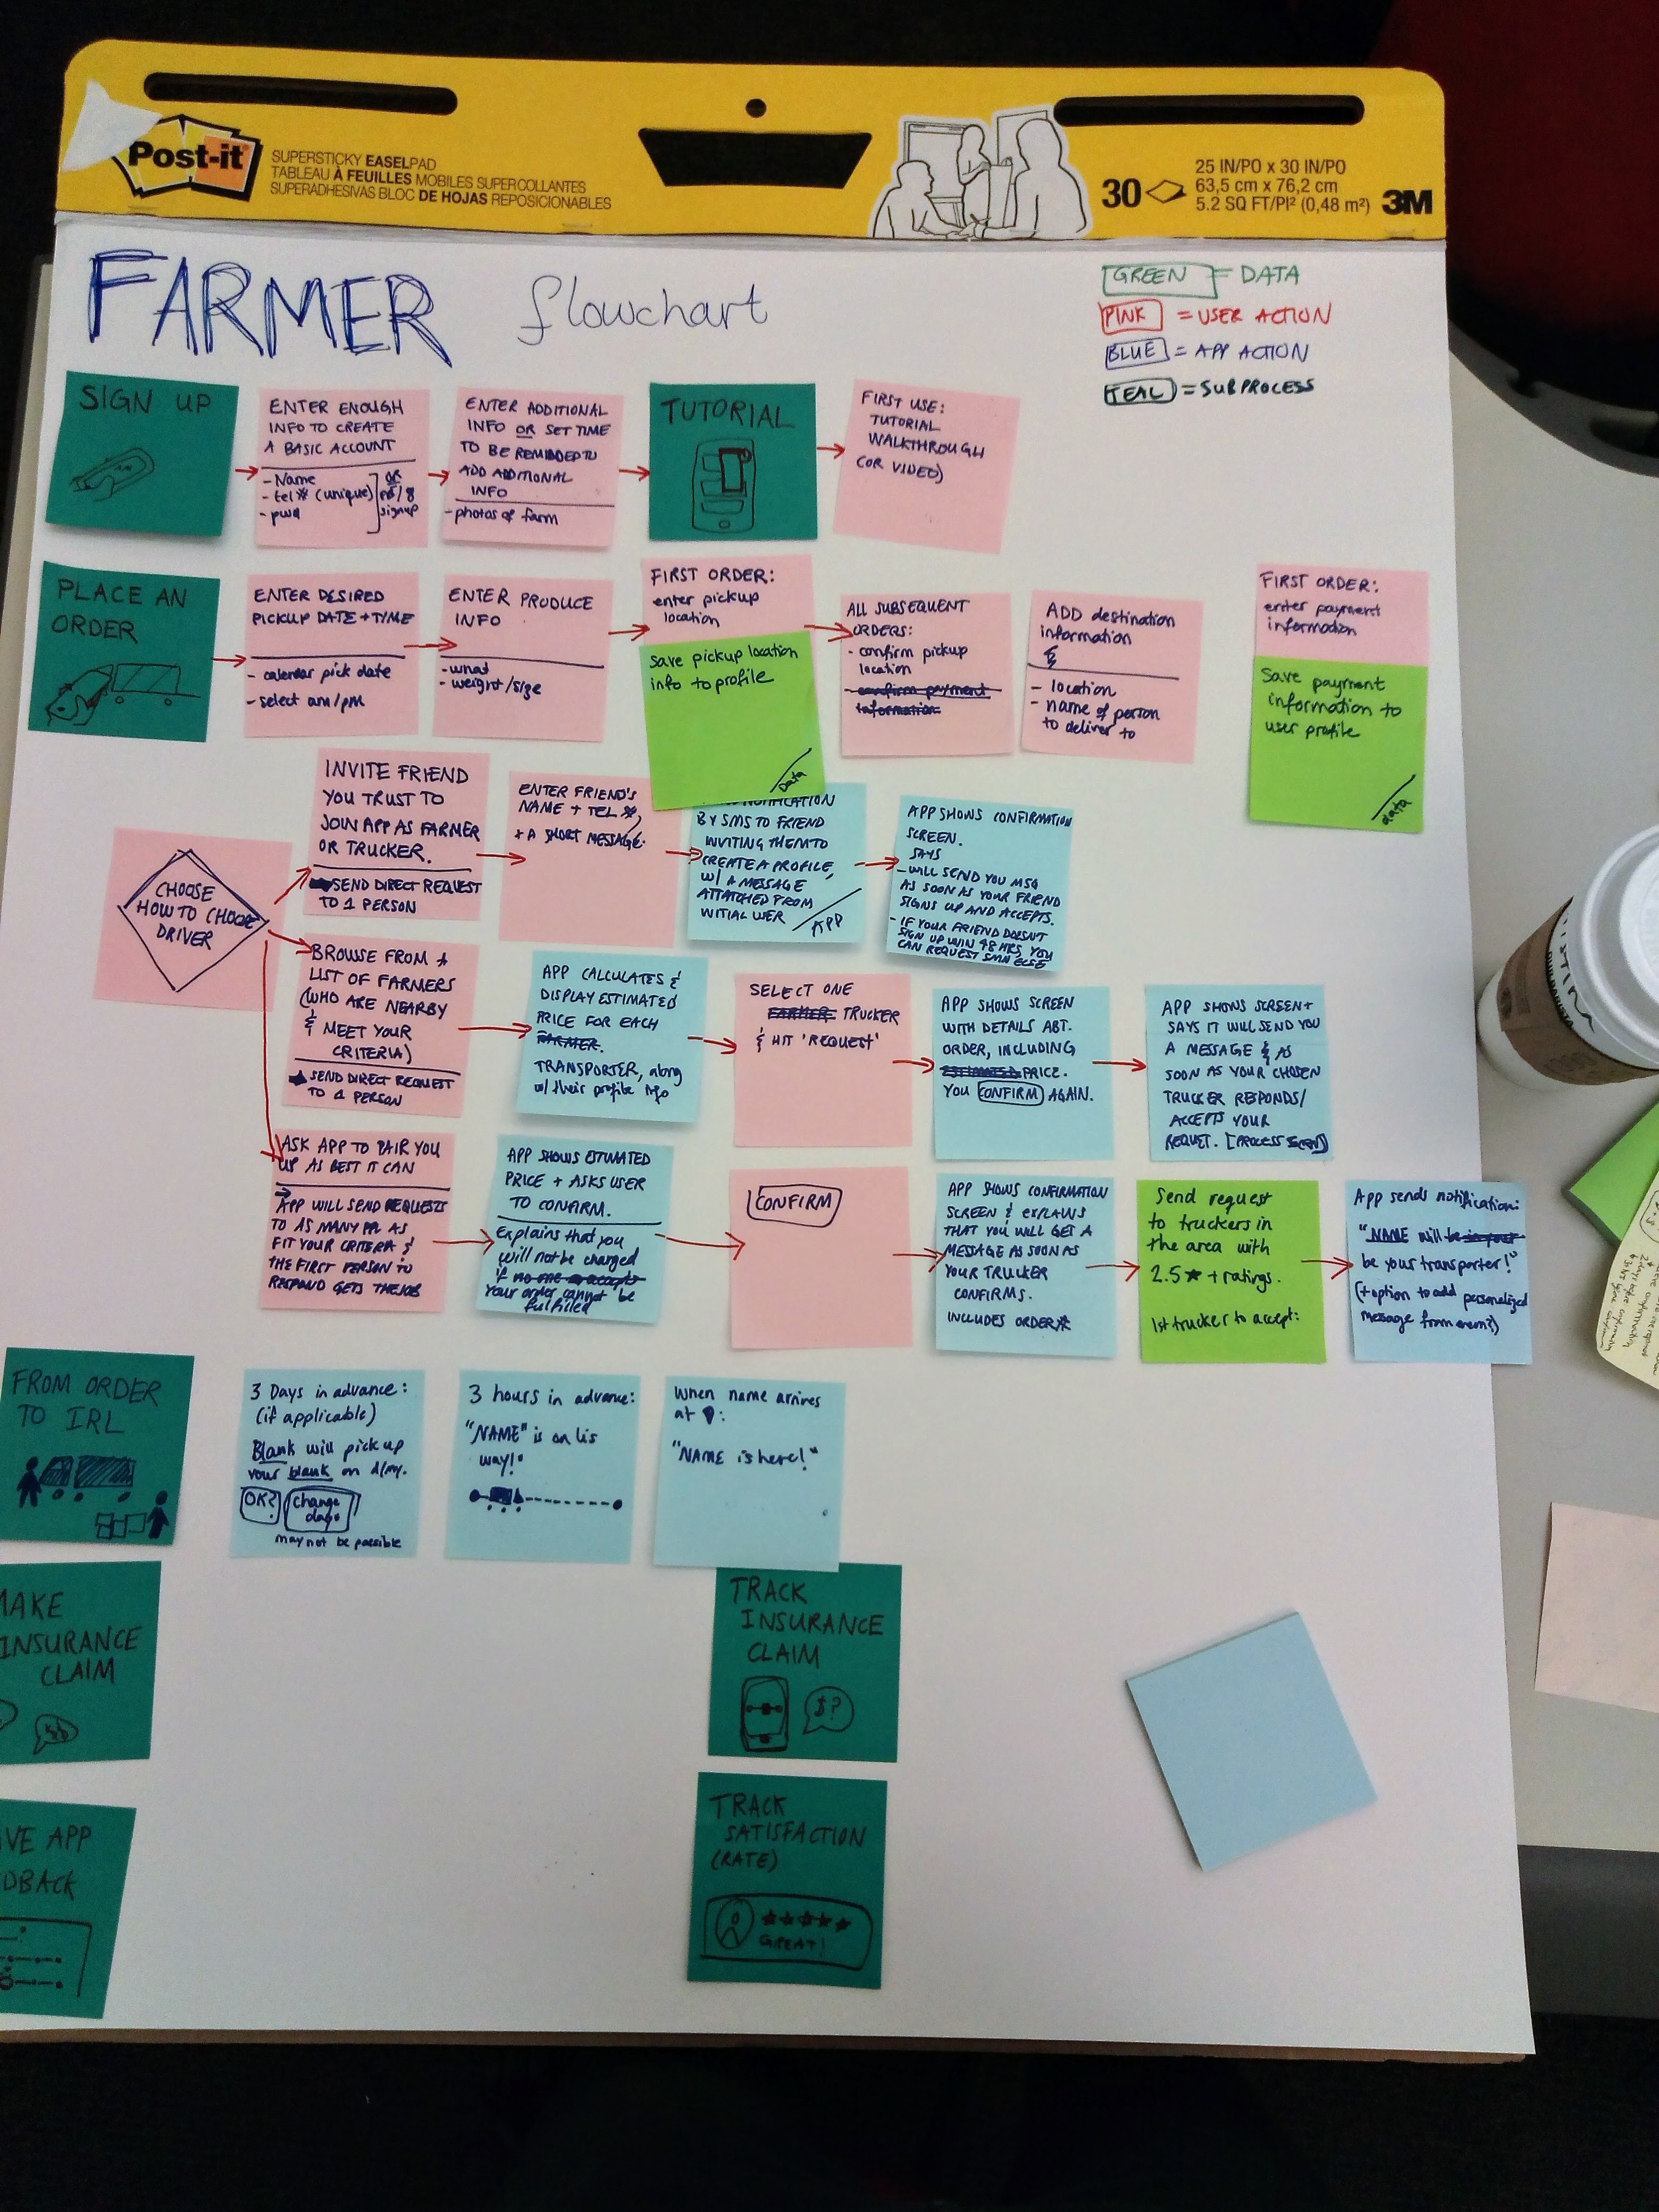 Post-it
SUPERSTICKY EASELPAD
TABLEAU À FEUILLES MOBILES SUPERCOLLANTES
SUPERADHESIVAS BLOC DE HOJAS REPOSICIONABLES
30
25 IN/PO x 30 IN/PO
63,5 cm x 76,2 cm
5.2 SQ FT/PI² (0,48 m²)
3M
FARMER flowchart
GREEN = DATA
PINK = USER ACTION
BLUE = APP ACTION
TEAL = SUBPROCESS
SIGN UP
ENTER ENOUGH
INFO TO CREATE
A BASIC ACCOUNT
- Name
- tel # (unique)
- pwd
OR
signup
ENTER ADDITIONAL
INFO OR SET TIME
TO BE REMINDED TO
ADD ADDITIONAL
INFO
- photos of farm
TUTORIAL
FIRST USE:
TUTORIAL
WALKTHROUGH
(OR VIDEO)
PLACE AN
ORDER
ENTER DESIRED
PICKUP DATE + TIME
- calendar pick date
- select am/pm
ENTER PRODUCE
INFO
- what
- weight/size
FIRST ORDER:
enter pickup
location
Save pickup location
info to profile
data
ALL SUBSEQUENT
ORDERS:
- confirm pickup
location
confirm payment
information
ADD destination
information
- location
- name of person
to deliver to
FIRST ORDER:
enter payment
information
Save payment
information to
user profile
data
CHOOSE
HOW TO CHOOSE
DRIVER
INVITE FRIEND
YOU TRUST TO
JOIN APP AS FARMER
OR TRUCKER.
SEND DIRECT REQUEST
TO 1 PERSON
ENTER FRIEND'S
NAME + TEL #,
+ A SHORT MESSAGE.
NOTIFICATION
BY SMS TO FRIEND
INVITING THEM TO
CREATE A PROFILE,
W/ A MESSAGE
ATTATCHED FROM
INITIAL USER
APP
APP SHOWS CONFIRMATION
SCREEN.
SAYS
- WILL SEND YOU MSG
AS SOON AS YOUR FRIEND
SIGNS UP AND ACCEPTS.
- IF YOUR FRIEND DOESN'T
SIGN UP W/IN 48 HRS, YOU
CAN REQUEST SMN ELSE
BROWSE FROM A
LIST OF FARMERS
(WHO ARE NEARBY
& MEET YOUR
CRITERIA)
SEND DIRECT REQUEST
TO 1 PERSON
APP CALCULATES &
DISPLAY ESTIMATED
PRICE FOR EACH
FARMER.
TRANSPORTER, along
w/ their profile info
SELECT ONE
FARMER TRUCKER
& HIT 'REQUEST'
APP SHOWS SCREEN
WITH DETAILS ABT.
ORDER, INCLUDING
ESTIMATED PRICE.
YOU CONFIRM AGAIN.
APP SHOWS SCREEN +
SAYS IT WILL SEND YOU
A MESSAGE & AS
SOON AS YOUR CHOSEN
TRUCKER RESPONDS/
ACCEPTS YOUR
REQUET. [PROCESS
ASK APP TO PAIR YOU
UP AS BEST IT CAN
APP WILL SEND REQUESTS
TO AS MANY PPL AS
FIT YOUR CRITERIA &
THE FIRST PERSON TO
RESPOND GETS THE JOB
APP SHOWS ESTIMATED
PRICE + ASKS USER
TO CONFIRM.
Explains that you
will not be charged
if no one accepts
Your order cannot be
fulfilled
CONFIRM
APP SHOWS CONFIRMATION
SCREEN & EXPLAINS
THAT YOU WILL GET A
MESSAGE AS SOON AS
YOUR TRUCKER
CONFIRMS.
INCLUDES ORDER#
Send request
to truckers in
the area with
2.5 ★ + ratings.
1st trucker to accept:
App sends notification:
"NAME will be in your
be your transporter!"
(+ option to add personalized
message from
FROM ORDER
TO IRL
3 Days in advance:
(if applicable)
Blank will pick up
your blank on d/my.
OK?
change
days
may not be possible
3 hours in advance:
"NAME" is on his
way!"
When name arrives
at :
"NAME is here!"
MAKE
INSURANCE
CLAIM
$$
TRACK
INSURANCE
CLAIM
$?
VE APP
DBACK
TRACK
SATISFACTION
(RATE)
★★★★★
GREAT!